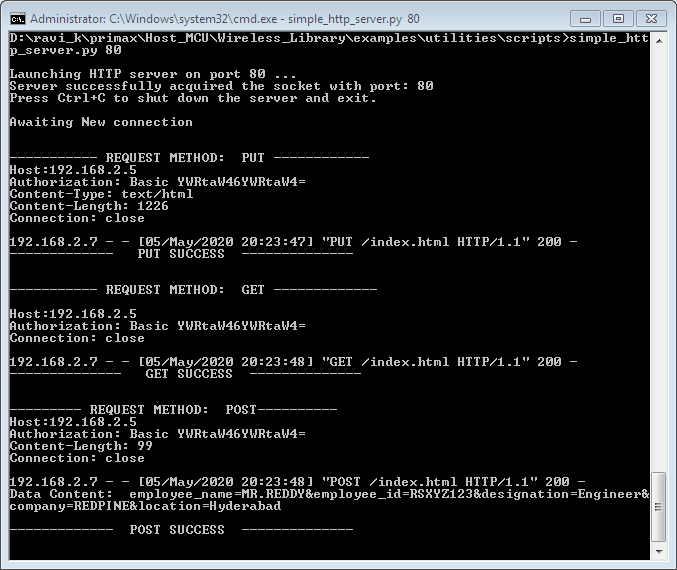 Administrator: C:\Windows\system32\cmd.exe - simple_http_server.py 80
D:\ravi_k\primax\Host_MCU\Wireless_Library\examples\utilities\scripts>simple_htt
p_server.py 80
Launching HTTP server on port 80 ...
Server successfully acquired the socket with port: 80
Press Ctrl+C to shut down the server and exit.
Awaiting New connection
----------- REQUEST METHOD:  PUT ------------
Host:192.168.2.5
Authorization: Basic YWRtaW46YWRtaW4=
Content-Type: text/html
Content-Length: 1226
Connection: close
192.168.2.7 - - [05/May/2020 20:23:47] "PUT /index.html HTTP/1.1" 200 -
-------------   PUT SUCCESS  --------------
----------- REQUEST METHOD:  GET -------------
Host:192.168.2.5
Authorization: Basic YWRtaW46YWRtaW4=
Connection: close
192.168.2.7 - - [05/May/2020 20:23:48] "GET /index.html HTTP/1.1" 200 -
--------------   GET SUCCESS  --------------
--------- REQUEST METHOD:  POST----------
Host:192.168.2.5
Authorization: Basic YWRtaW46YWRtaW4=
Content-Length: 99
Connection: close
192.168.2.7 - - [05/May/2020 20:23:48] "POST /index.html HTTP/1.1" 200 -
Data Content:  employee_name=MR.REDDY&employee_id=RSXYZ123&designation=Engineer&
company=REDPINE&location=Hyderabad
-------------  POST SUCCESS  --------------